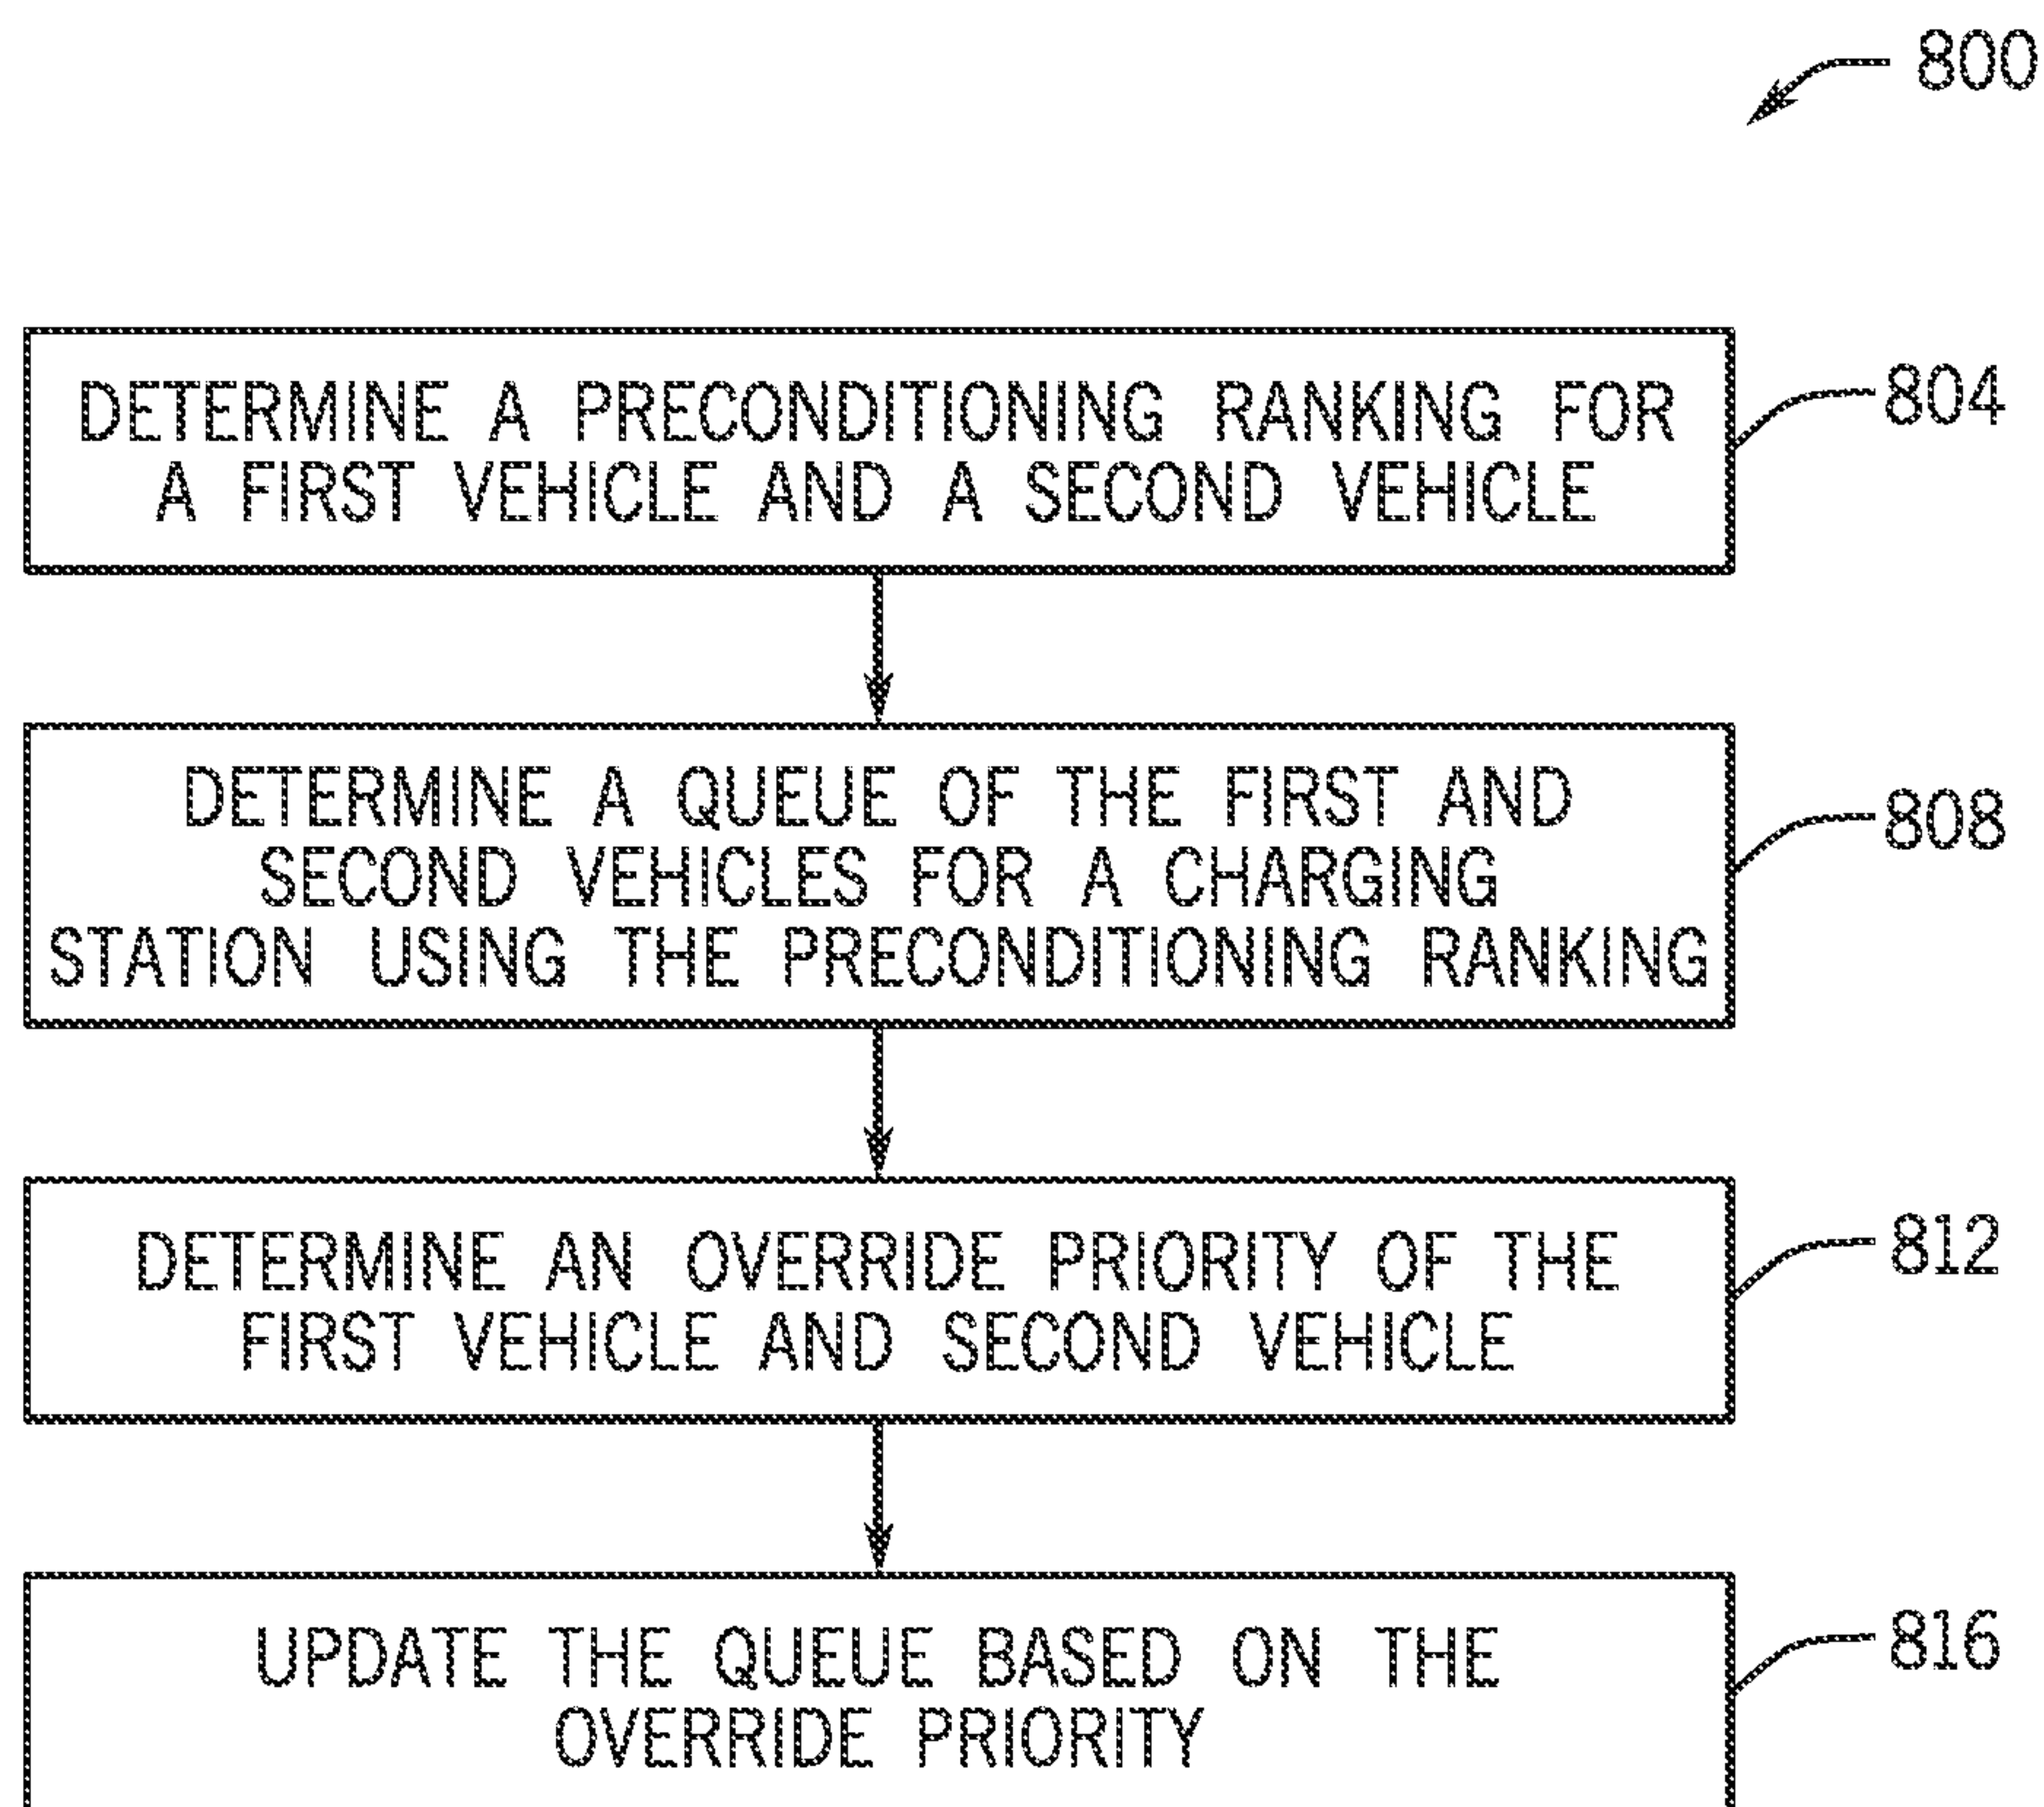 800
DETERMINE A PRECONDITIONING RANKING FOR
A FIRST VEHICLE AND A SECOND VEHICLE
804
DETERMINE A QUEUE OF THE FIRST AND
SECOND VEHICLES FOR A CHARGING
STATION USING THE PRECONDITIONING RANKING
808
DETERMINE AN OVERRIDE PRIORITY OF THE
FIRST VEHICLE AND SECOND VEHICLE
812
UPDATE THE QUEUE BASED ON THE
OVERRIDE PRIORITY
816